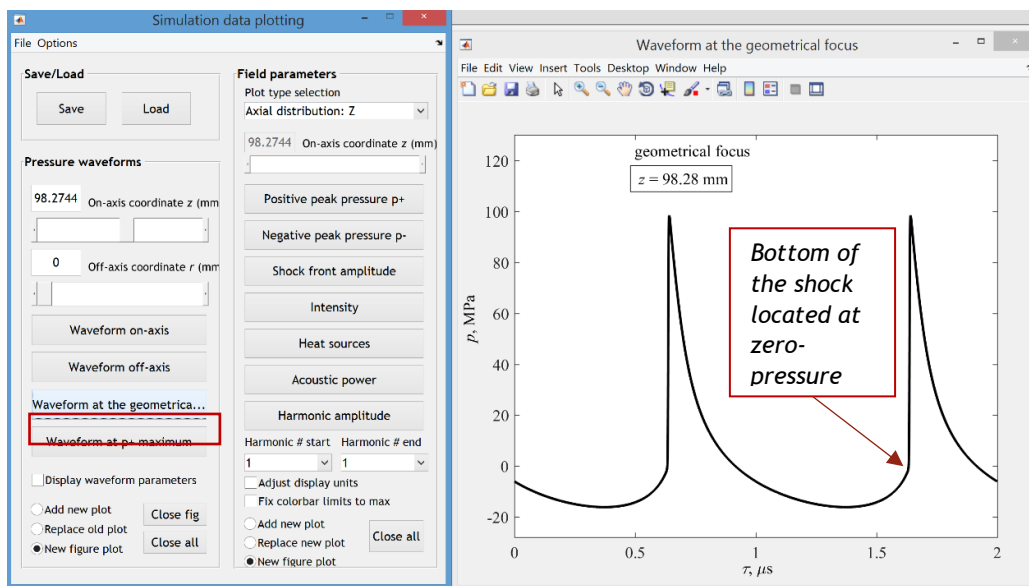 Simulation data plotting
File Options
Save/Load
Save
Load
Pressure waveforms
98.2744
On-axis coordinate z (mm
0
Off-axis coordinate r (mm
Waveform on-axis
Waveform off-axis
Waveform at the geometrica...
Waveform at p+ maximum
Display waveform parameters
Add new plot
Replace old plot
New figure plot
Close fig
Close all
Field parameters
Plot type selection
Axial distribution: Z
98.2744
On-axis coordinate z (mm)
Positive peak pressure p+
Negative peak pressure p-
Shock front amplitude
Intensity
Heat sources
Acoustic power
Harmonic amplitude
Harmonic # start
Harmonic # end
1
1
Adjust display units
Fix colorbar limits to max
Add new plot
Replace new plot
New figure plot
Close all
Waveform at the geometrical focus
File Edit View Insert Tools Desktop Window Help
geometrical focus
z = 98.28 mm
Bottom of
the shock
located at
zero-
pressure
p, MPa
120
100
80
60
40
20
0
-20
0
0.5
1
1.5
2
τ, μs